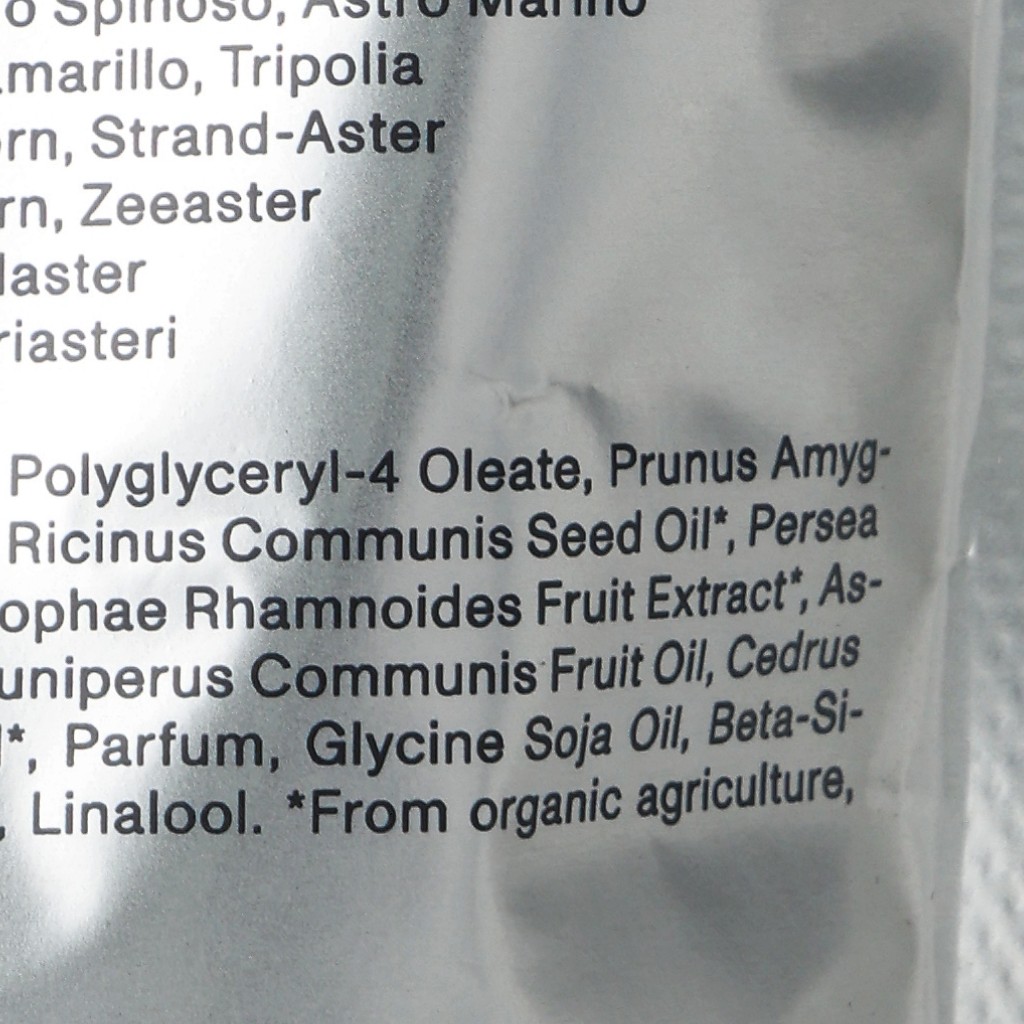 o Spinoso, Astro Marino
marillo, Tripolia
rn, Strand-Aster
rn, Zeeaster
laster
riasteri
Polyglyceryl-4 Oleate, Prunus Amyg-
Ricinus Communis Seed Oil*, Persea
ophae Rhamnoides Fruit Extract*, As-
uniperus Communis Fruit Oil, Cedrus
*, Parfum, Glycine Soja Oil, Beta-Si-
, Linalool. *From organic agriculture,